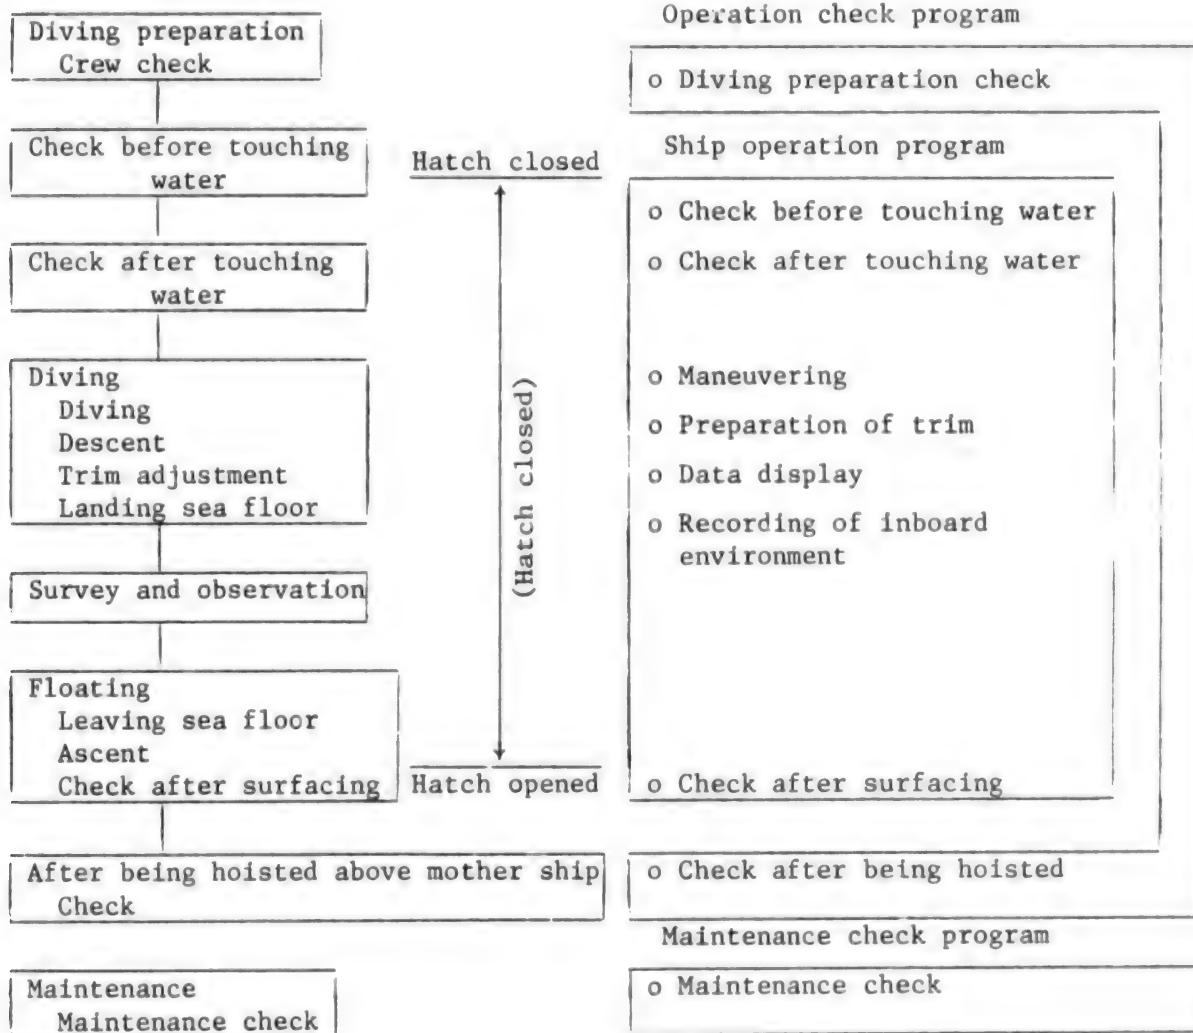 Diving preparation
Crew check
Check before touching
water
Check after touching
water
Diving
Diving
Descent
Trim adjustment
Landing sea floor
Survey and observation
Floating
Leaving sea floor
Ascent
Check after surfacing
After being hoisted above mother ship
Check
Maintenance
Maintenance check
Hatch closed
(Hatch closed)
Hatch opened
Operation check program
o Diving preparation check
Ship operation program
o Check before touching water
o Check after touching water
o Maneuvering
o Preparation of trim
o Data display
o Recording of inboard
environment
o Check after surfacing
o Check after being hoisted
Maintenance check program
o Maintenance check